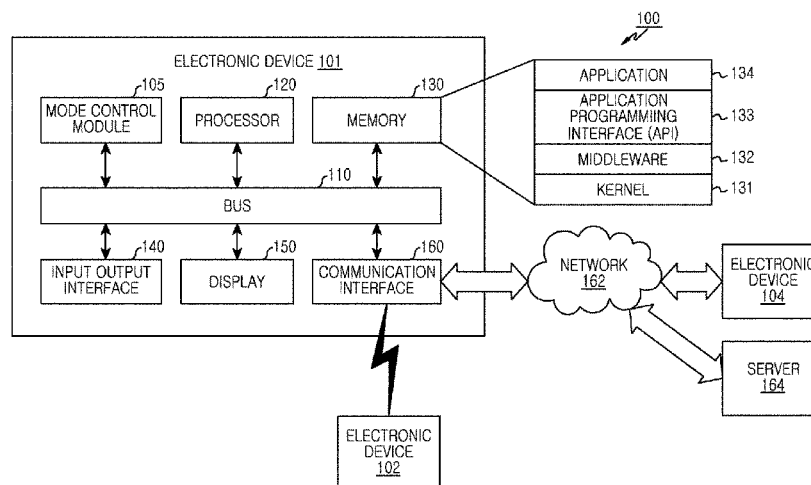 100
ELECTRONIC DEVICE 101
105
MODE CONTROL
MODULE
120
PROCESSOR
130
MEMORY
APPLICATION
134
APPLICATION
PROGRAMMIING
INTERFACE (API)
133
MIDDLEWARE
132
KERNEL
131
110
BUS
140
INPUT OUTPUT
INTERFACE
150
DISPLAY
160
COMMUNICATION
INTERFACE
NETWORK
162
ELECTRONIC
DEVICE
104
SERVER
164
ELECTRONIC
DEVICE
102